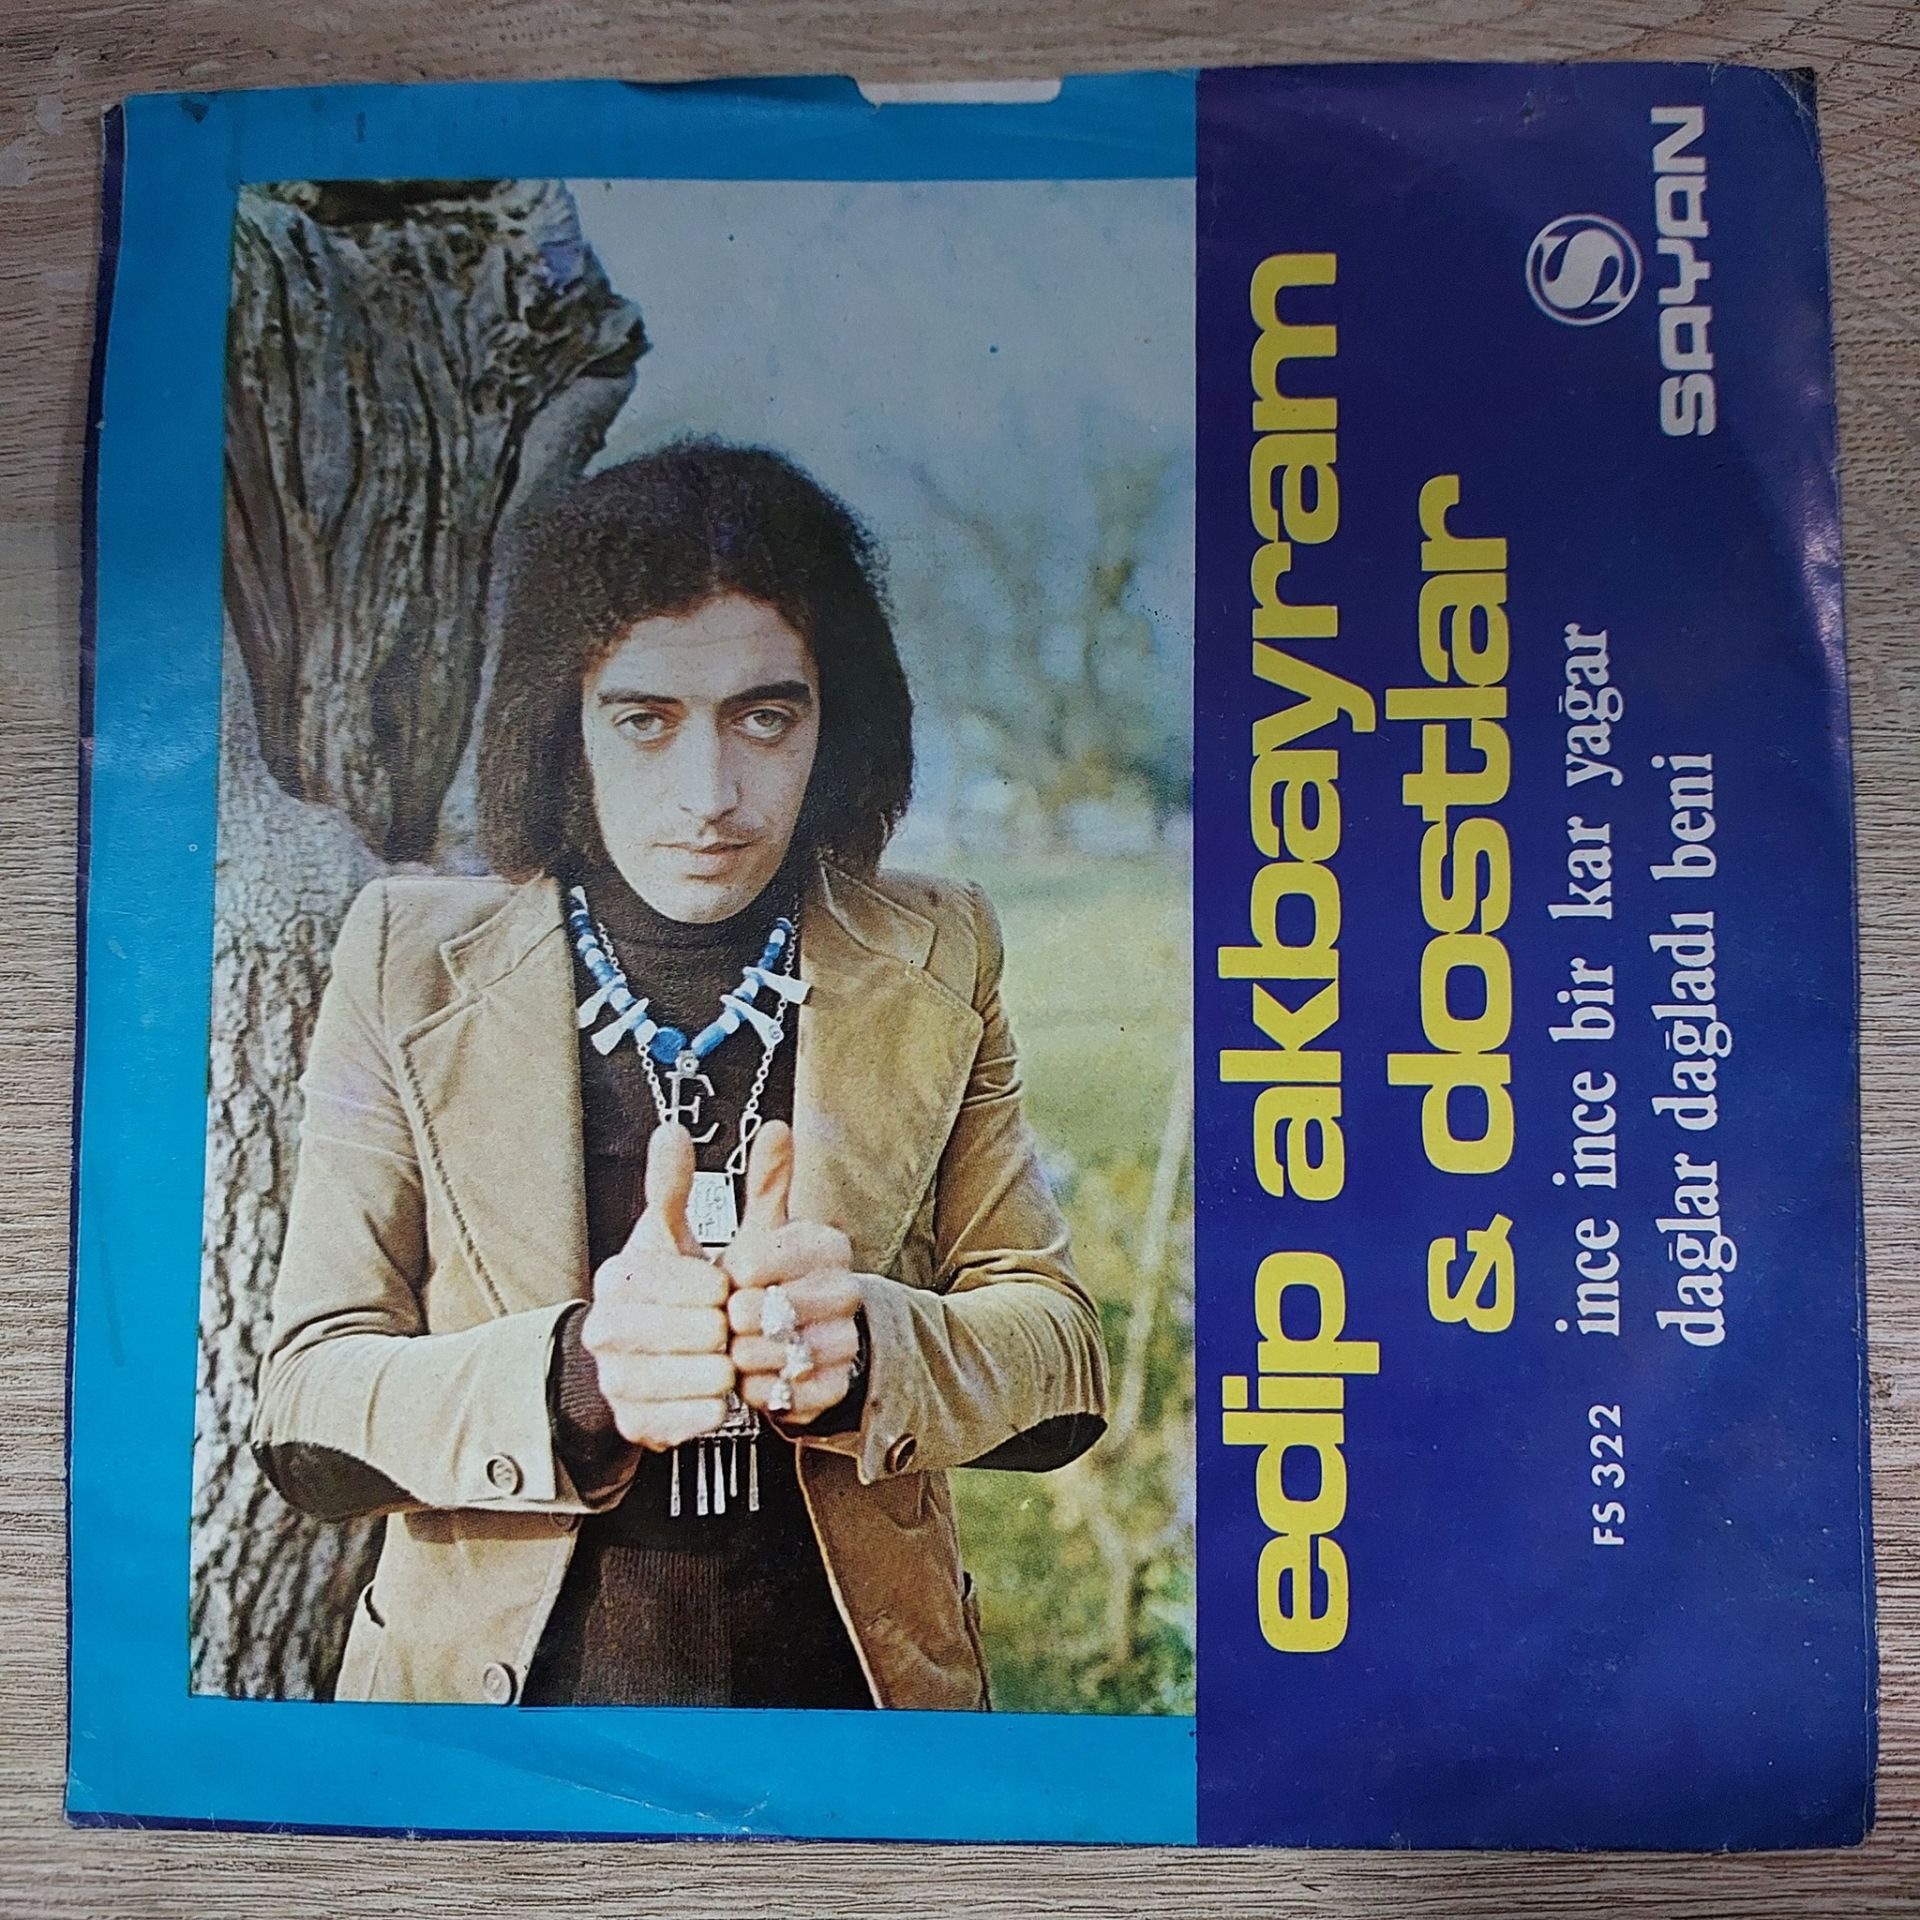 edip akbayram
& dostlar
FS 322 ince ince bir kar yağar
dağlar dağladı beni
S
SAYAN
E